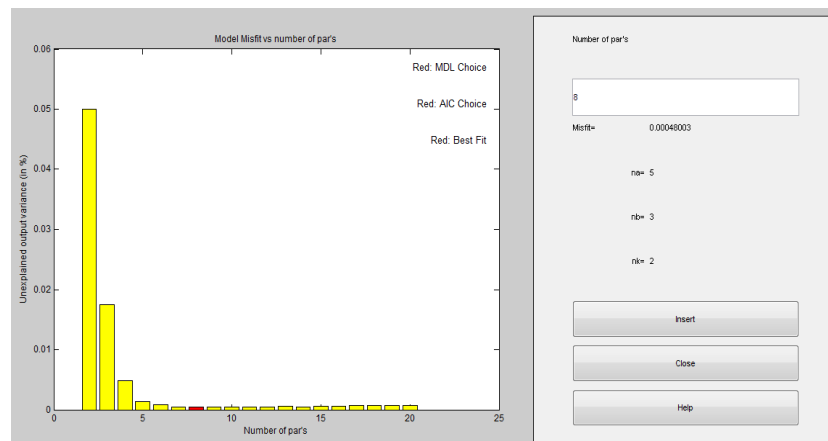 Model Misfit vs number of par's
0.06
0.05
0.04
0.03
0.02
0.01
0
Unexplained output variance (in %)
Red: MDL Choice
Red: AIC Choice
Red: Best Fit
0 5 10 15 20 25
Number of par's
Number of par's
8
Misfit= 0.00048003
na= 5
nb= 3
nk= 2
Insert
Close
Help